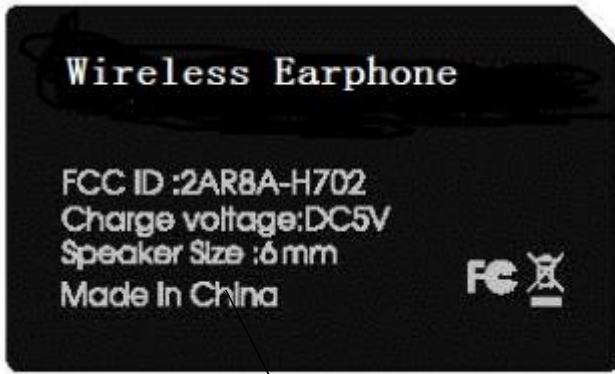 Wireless Earphone
FCC ID :2AR8A-H702
Charge voltage:DC5V
Speaker Size :6mm
Made in China
FC